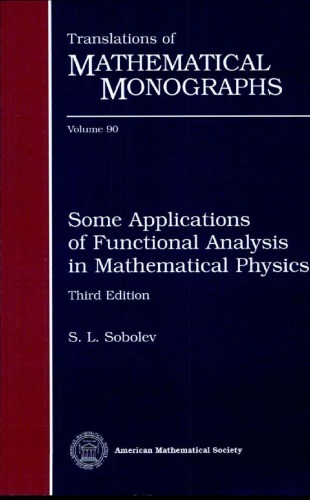 Translations of
MATHEMATICAL
MONOGRAPHS
Volume 90
Some Applications
of Functional Analysis
in Mathematical Physics
Third Edition
S. L. Sobolev
American Mathematical Society